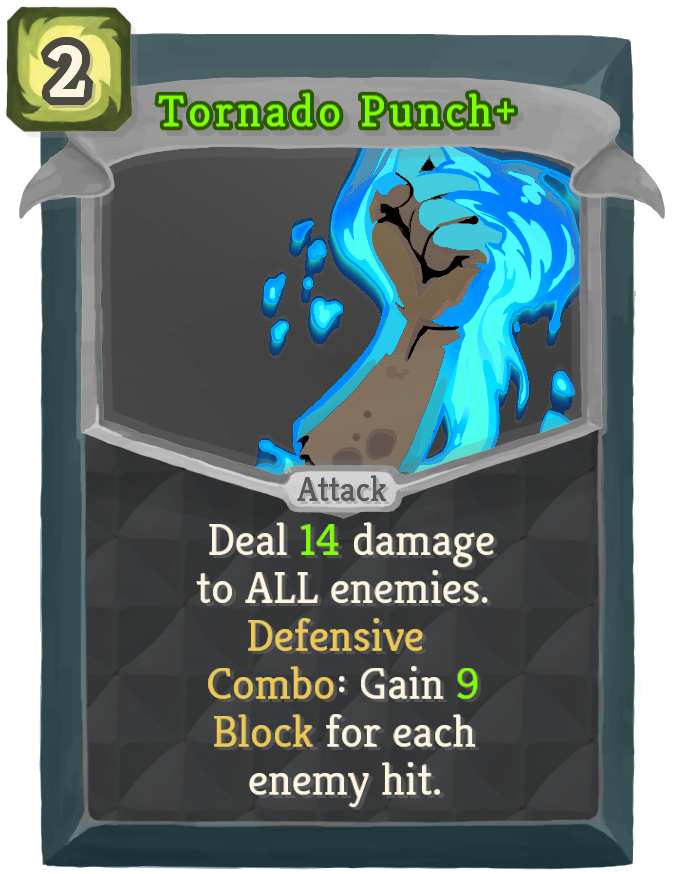 2
Tornado Punch+
Attack
Deal 14 damage
to ALL enemies.
Defensive
Combo: Gain 9
Block for each
enemy hit.